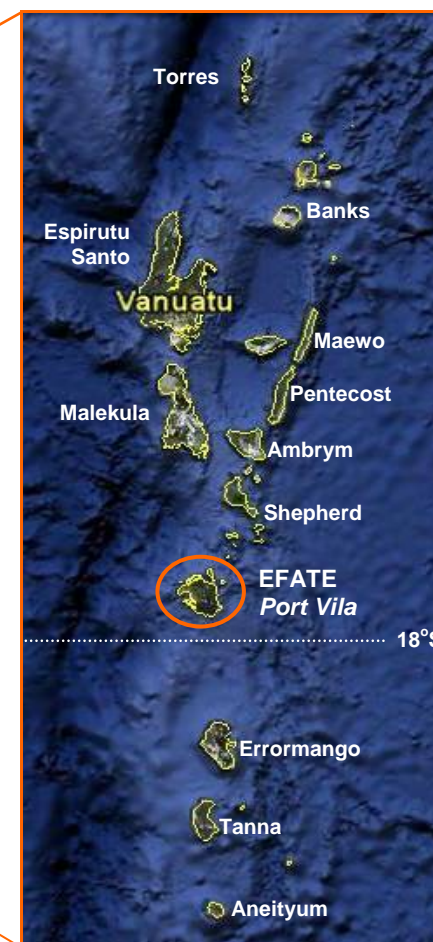 Torres
Banks
Espirutu
Santo
Vanuatu
Maewo
Pentecost
Malekula
Ambrym
Shepherd
EFATE
Port Vila
18°S
Errormango
Tanna
Aneityum